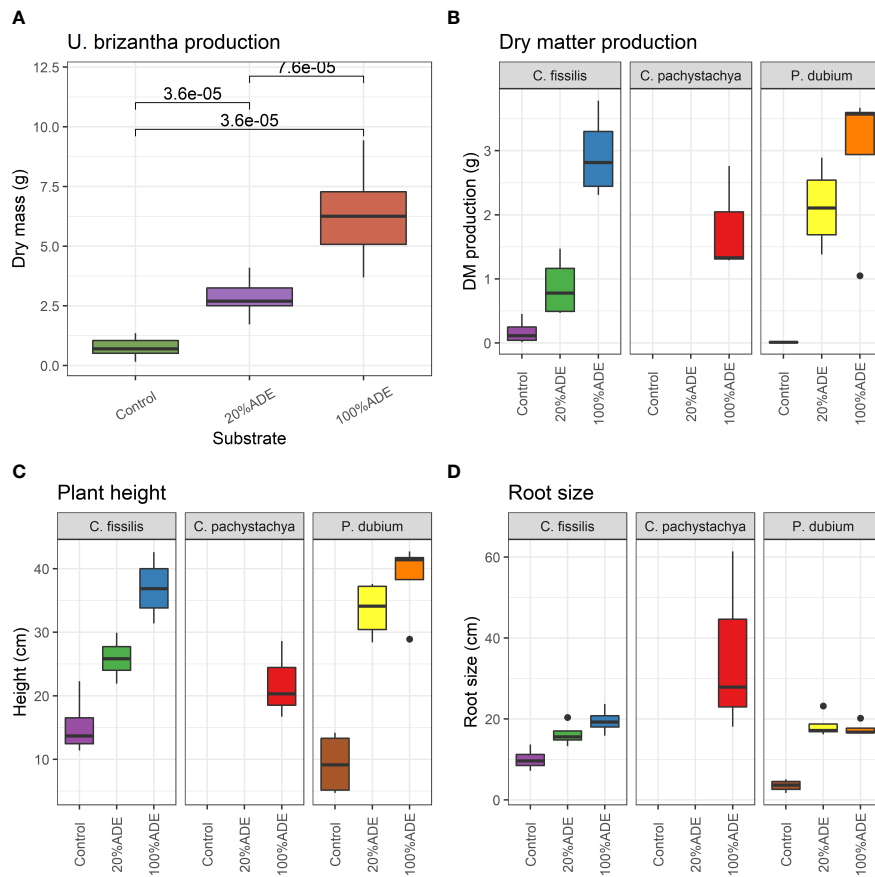 A
U. brizantha production
12.5
10.0
7.5
5.0
2.5
0.0
Dry mass (g)
7.6e-05
3.6e-05
3.6e-05
Control
20%ADE
100%ADE
Substrate
B
Dry matter production
C. fissilis
C. pachystachya
P. dubium
3
2
1
0
DM production (g)
Control
20%ADE
100%ADE
Control
20%ADE
100%ADE
Control
20%ADE
100%ADE
C
Plant height
C. fissilis
C. pachystachya
P. dubium
40
30
20
10
Height (cm)
Control
20%ADE
100%ADE
Control
20%ADE
100%ADE
Control
20%ADE
100%ADE
D
Root size
C. fissilis
C. pachystachya
P. dubium
60
40
20
0
Root size (cm)
Control
20%ADE
100%ADE
Control
20%ADE
100%ADE
Control
20%ADE
100%ADE